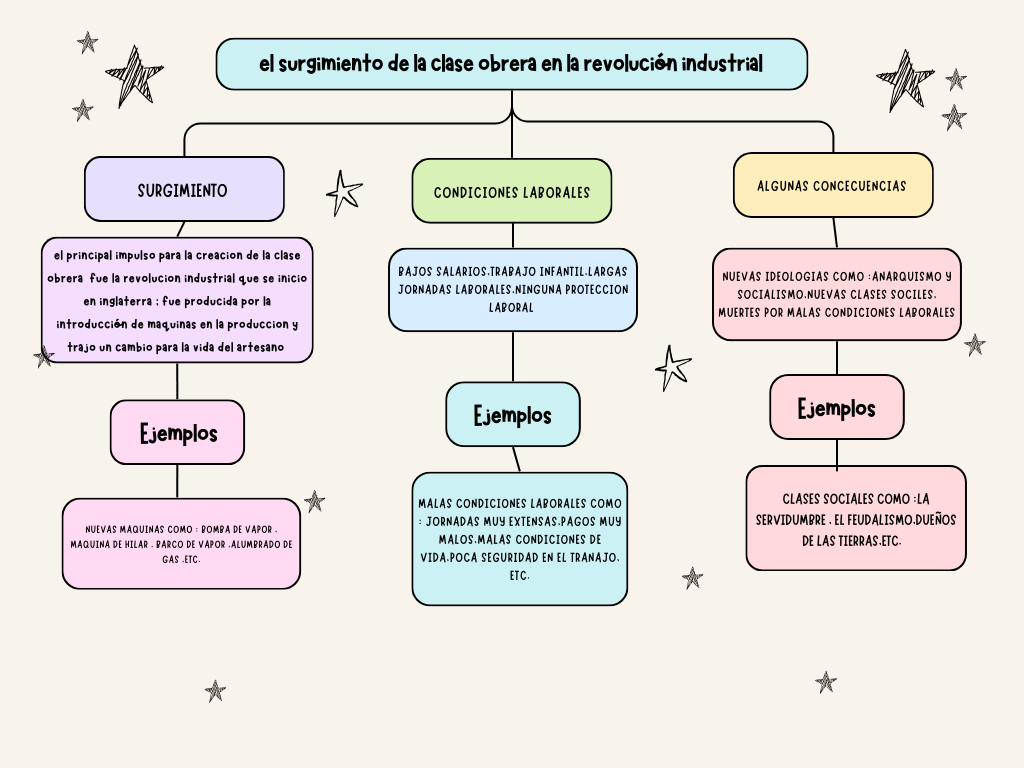 el surgimiento de la clase obrera en la revolución industrial
SURGIMIENTO
el principal impulso para la creacion de la clase
obrera fue la revolucion industrial que se inicio
en inglaterra ; fue producida por la
introducción de maquinas en la produccion y
trajo un cambio para la vida del artesano
Ejemplos
NUEVAS MAQUINAS COMO : BOMBA DE VAPOR ,
MAQUINA DE HILAR , BARCO DE VAPOR ,ALUMBRADO DE
GAS ,ETC.
CONDICIONES LABORALES
BAJOS SALARIOS,TRABAJO INFANTIL,LARGAS
JORNADAS LABORALES,NINGUNA PROTECCION
LABORAL
Ejemplos
MALAS CONDICIONES LABORALES COMO
: JORNADAS MUY EXTENSAS,PAGOS MUY
MALOS,MALAS CONDICIONES DE
VIDA,POCA SEGURIDAD EN EL TRANAJO,
ETC.
ALGUNAS CONCECUENCIAS
NUEVAS IDEOLOGIAS COMO :ANARQUISMO Y
SOCIALISMO,NUEVAS CLASES SOCILES,
MUERTES POR MALAS CONDICIONES LABORALES
Ejemplos
CLASES SOCIALES COMO :LA
SERVIDUMBRE , EL FEUDALISMO,DUEÑOS
DE LAS TIERRAS,ETC.